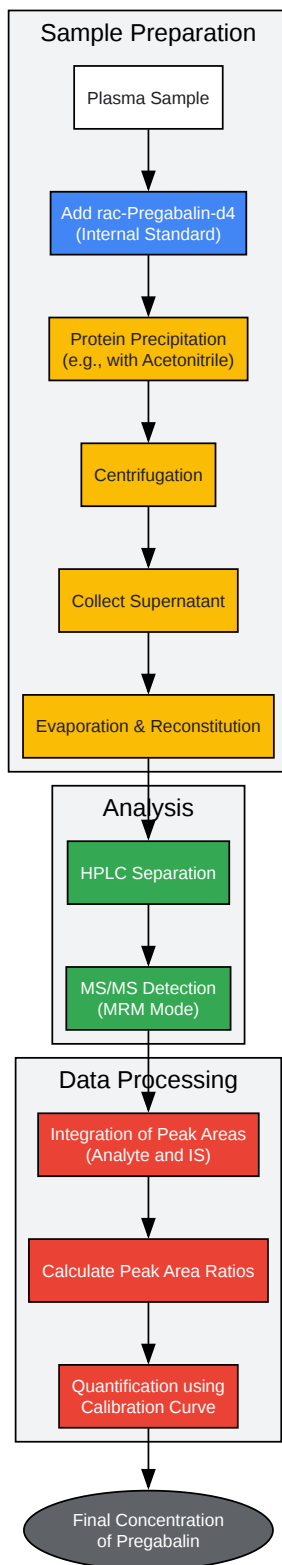 Sample Preparation
Plasma Sample
Add rac-Pregabalin-d4
(Internal Standard)
Protein Precipitation
(e.g., with Acetonitrile)
Centrifugation
Collect Supernatant
Evaporation & Reconstitution
Analysis
HPLC Separation
MS/MS Detection
(MRM Mode)
Data Processing
Integration of Peak Areas
(Analyte and IS)
Calculate Peak Area Ratios
Quantification using
Calibration Curve
Final Concentration
of Pregabalin